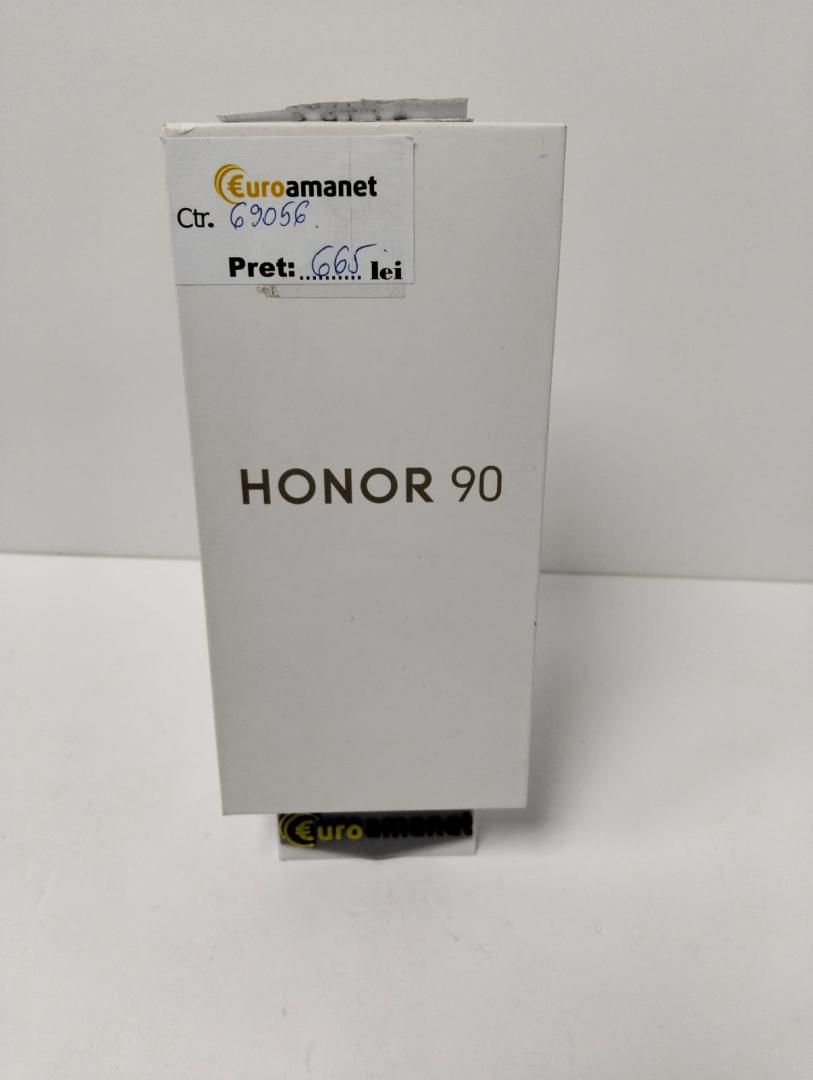 €uroamanet
Ctr. 69056.
Pret:..665.. lei
HONOR 90
€uroamanet